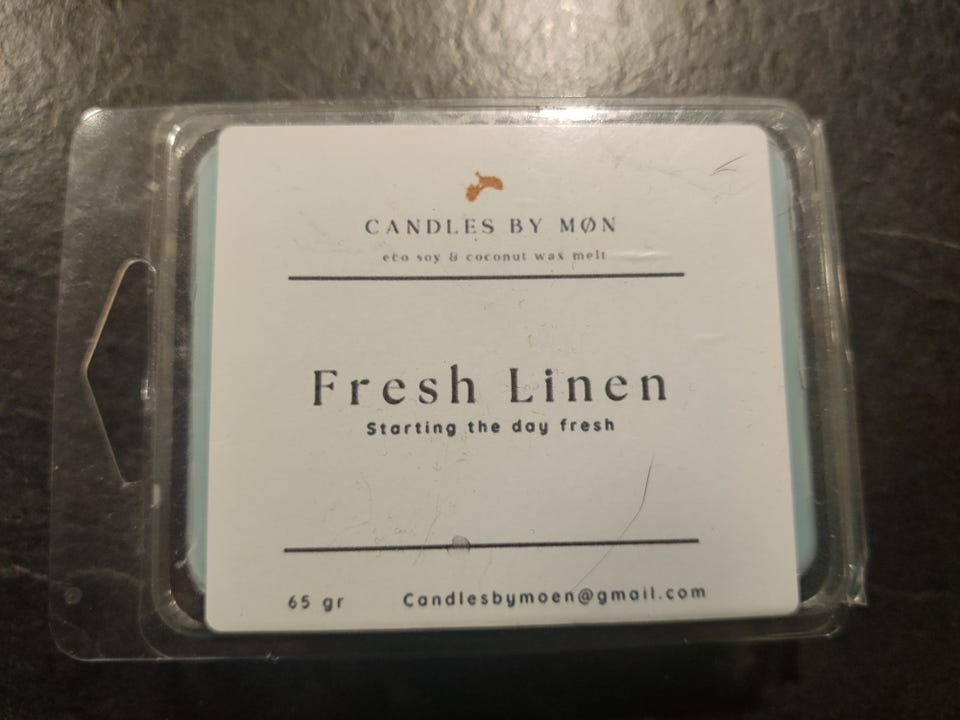 CANDLES BY MØN
eco soy & coconut wax melt
Fresh Linen
Starting the day fresh
65 gr Candlesbymoen@gmail.com